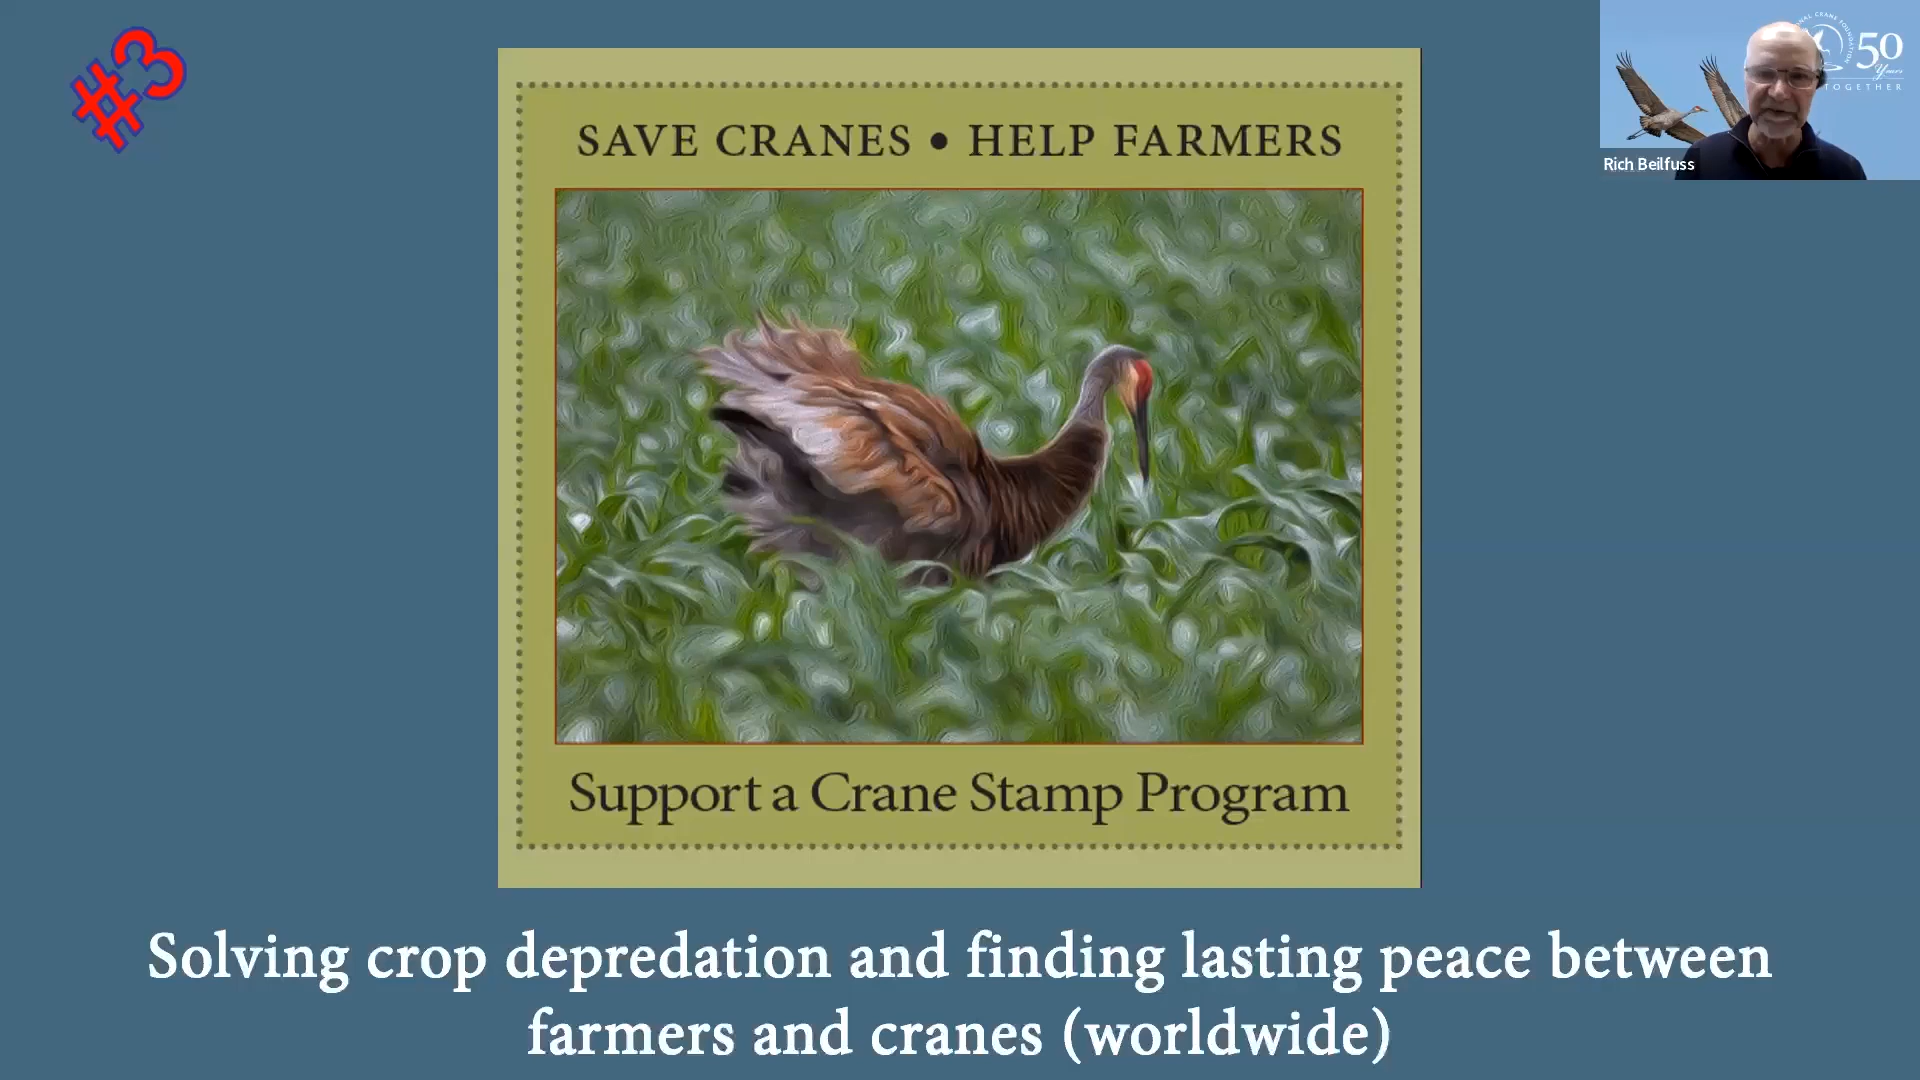 #3
SAVE CRANES • HELP FARMERS
Support a Crane Stamp Program
Solving crop depredation and finding lasting peace between
farmers and cranes (worldwide)
50
Years
TOGETHER
Rich Beilfuss